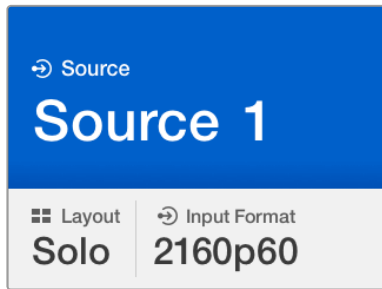 Source
Source 1
Layout
Input Format
Solo
2160p60